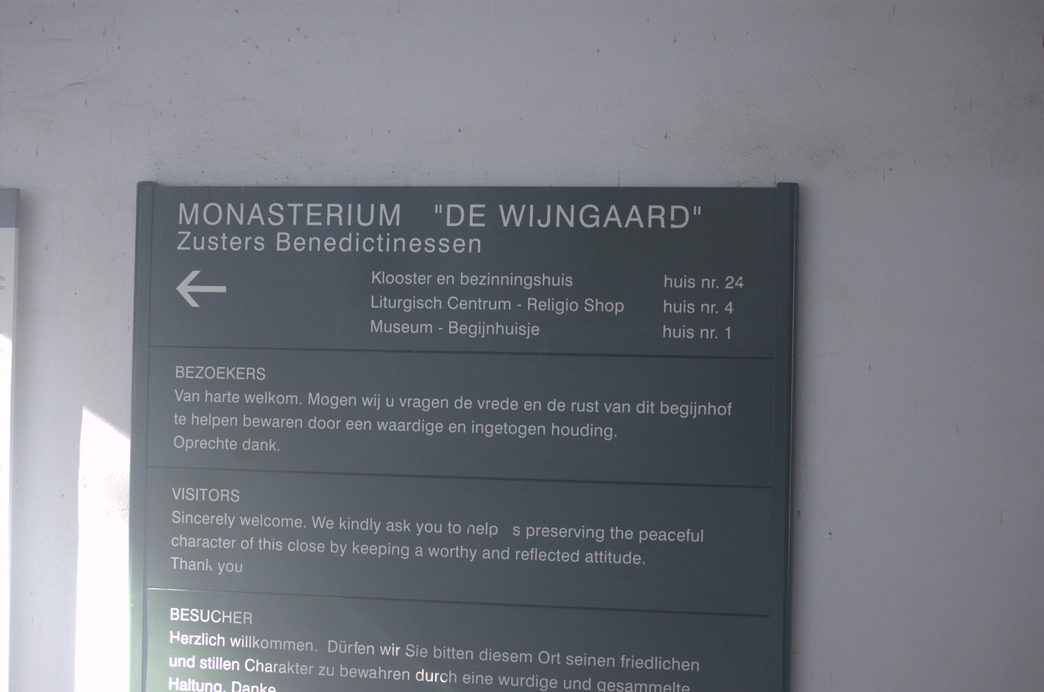 MONASTERIUM "DE WIJNGAARD"
Zusters Benedictinessen
Klooster en bezinningshuis huis nr. 24
Liturgisch Centrum - Religio Shop huis nr. 4
Museum - Begijnhuisje huis nr. 1
BEZOEKERS
Van harte welkom. Mogen wij u vragen de vrede en de rust van dit begijnhof
te helpen bewaren door een waardige en ingetogen houding.
Oprechte dank.
VISITORS
Sincerely welcome. We kindly ask you to help s preserving the peaceful
character of this close by keeping a worthy and reflected attitude.
Thank you
BESUCHER
Herzlich willkommen. Dürfen wir Sie bitten diesem Ort seinen friedlichen
und stillen Charakter zu bewahren durch eine wurdige und gesammelte
Haltung. Danke